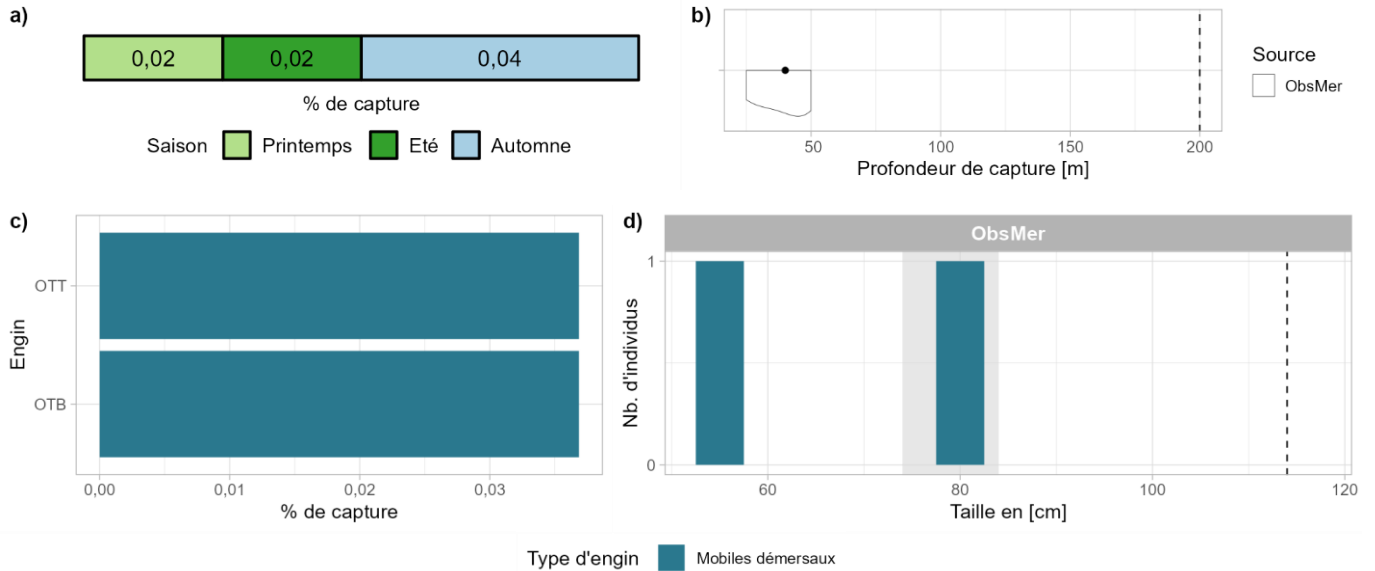 a)
0,02 0,02 0,04
% de capture
Saison Printemps Eté Automne
b)
50 100 150 200
Profondeur de capture [m]
Source
ObsMer
c)
Engin
OTT
OTB
0,00 0,01 0,02 0,03
% de capture
d)
ObsMer
Nb. d'individus
1
0
60 80 100 120
Taille en [cm]
Type d'engin Mobiles démersaux